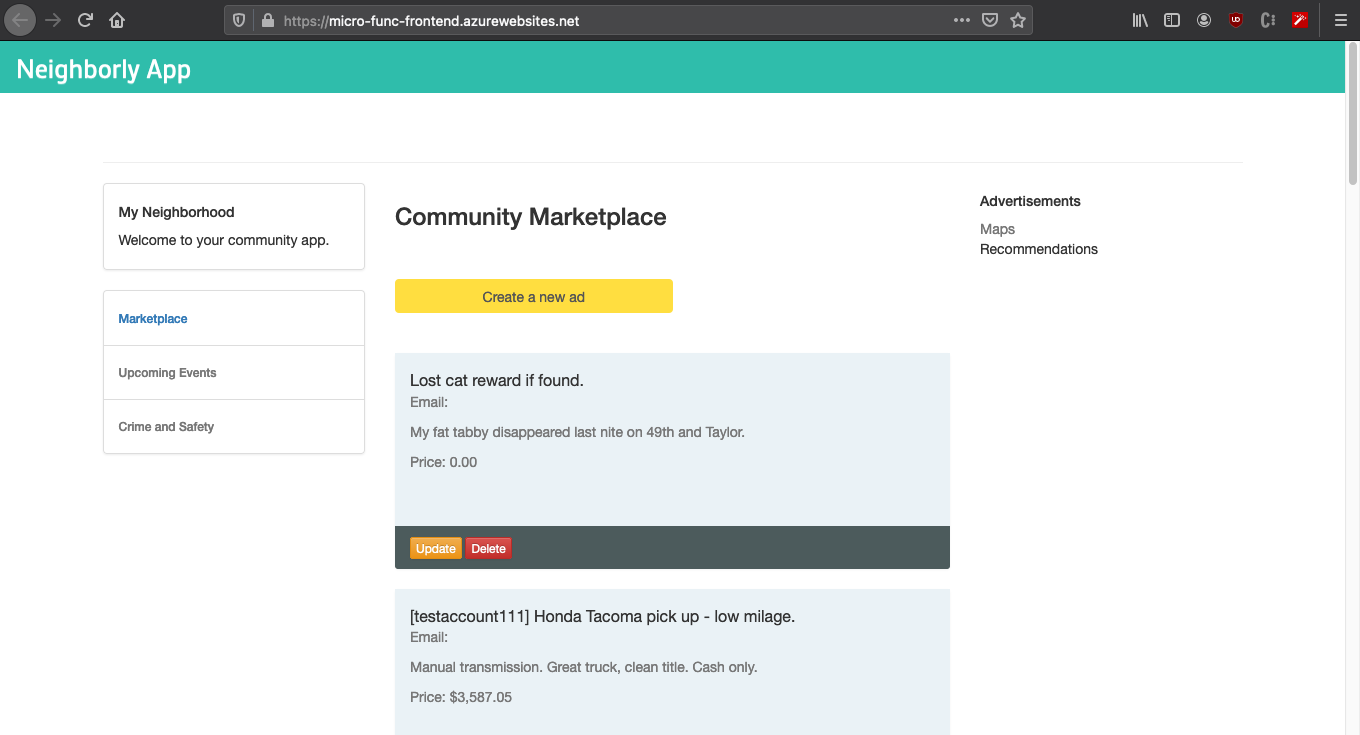 https://micro-func-frontend.azurewebsites.net
Neighborly App
My Neighborhood
Welcome to your community app.
Marketplace
Upcoming Events
Crime and Safety
Community Marketplace
Create a new ad
Lost cat reward if found.
Email:
My fat tabby disappeared last nite on 49th and Taylor.
Price: 0.00
Update Delete
[testaccount111] Honda Tacoma pick up - low milage.
Email:
Manual transmission. Great truck, clean title. Cash only.
Price: $3,587.05
Advertisements
Maps
Recommendations